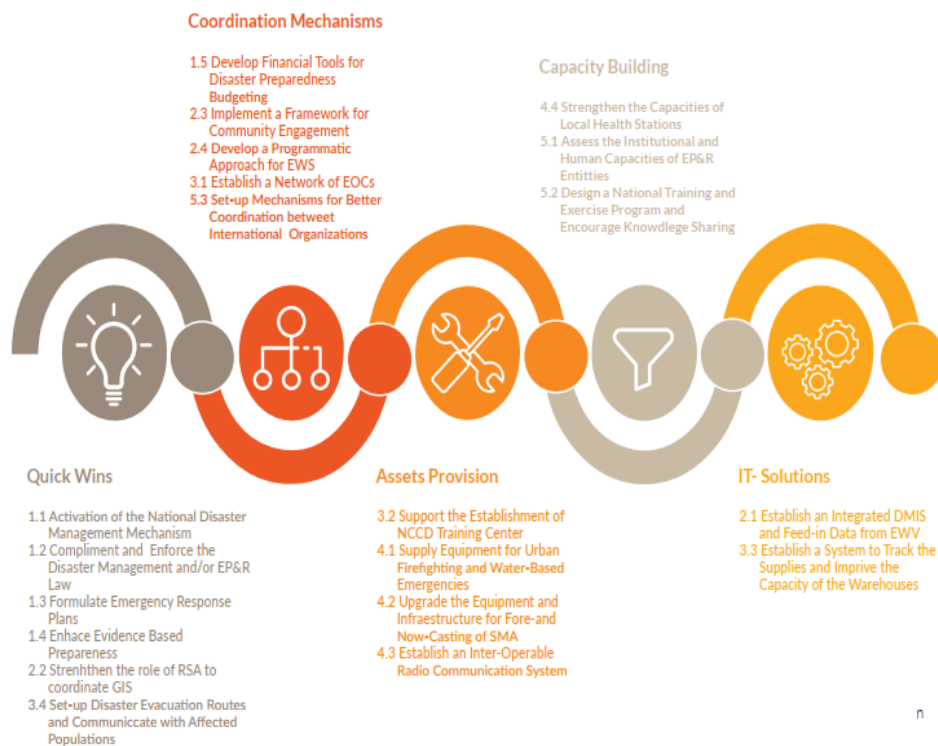 Coordination Mechanisms
1.5 Develop Financial Tools for
Disaster Preparedness
Budgeting
2.3 Implement a Framework for
Community Engagement
2.4 Develop a Programmatic
Approach for EWS
3.1 Establish a Network of EOCs
5.3 Set-up Mechanisms for Better
Coordination betweet
International Organizations
Capacity Building
4.4 Strengthen the Capacities of
Local Health Stations
5.1 Assess the Institutional and
Human Capacities of EP&R
Entitties
5.2 Design a National Training and
Exercise Program and
Encourage Knowdlege Sharing
Quick Wins
1.1 Activation of the National Disaster
Management Mechanism
1.2 Compliment and Enforce the
Disaster Management and/or EP&R
Law
1.3 Formulate Emergency Response
Plans
1.4 Enhace Evidence Based
Prepareness
2.2 Strenhthen the role of RSA to
coordinate GIS
3.4 Set-up Disaster Evacuation Routes
and Communiccate with Affected
Populations
Assets Provision
3.2 Support the Establishment of
NCCD Training Center
4.1 Supply Equipment for Urban
Firefighting and Water-Based
Emergencies
4.2 Upgrade the Equipment and
Infraestructure for Fore-and
Now-Casting of SMA
4.3 Establish an Inter-Operable
Radio Communication System
IT- Solutions
2.1 Establish an Integrated DMIS
and Feed-in Data from EWV
3.3 Establish a System to Track the
Supplies and Imprive the
Capacity of the Warehouses
n